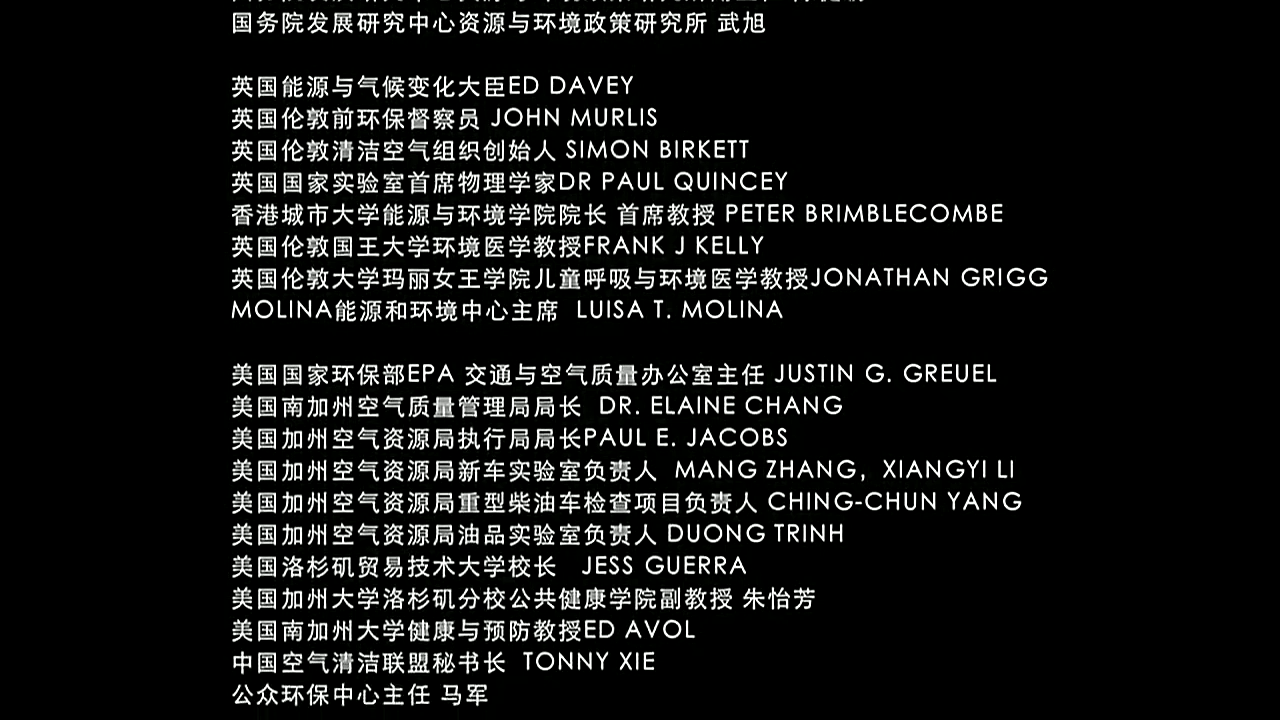 国务院发展研究中心资源与环境政策研究所 武旭
英国能源与气候变化大臣ED DAVEY
英国伦敦前环保督察员 JOHN MURLIS
英国伦敦清洁空气组织创始人 SIMON BIRKETT
英国国家实验室首席物理学家DR PAUL QUINCEY
香港城市大学能源与环境学院院长 首席教授 PETER BRIMBLECOMBE
英国伦敦国王大学环境医学教授FRANK J KELLY
英国伦敦大学玛丽女王学院儿童呼吸与环境医学教授JONATHAN GRIGG
MOLINA能源和环境中心主席 LUISA T. MOLINA
美国国家环保部EPA 交通与空气质量办公室主任 JUSTIN G. GREUEL
美国南加州空气质量管理局局长 DR. ELAINE CHANG
美国加州空气资源局执行局局长PAUL E. JACOBS
美国加州空气资源局新车实验室负责人 MANG ZHANG, XIANGYI LI
美国加州空气资源局重型柴油车检查项目负责人 CHING-CHUN YANG
美国加州空气资源局油品实验室负责人 DUONG TRINH
美国洛杉矶贸易技术大学校长 JESS GUERRA
美国加州大学洛杉矶分校公共健康学院副教授 朱怡芳
美国南加州大学健康与预防教授ED AVOL
中国空气清洁联盟秘书长 TONNY XIE
公众环保中心主任 马军